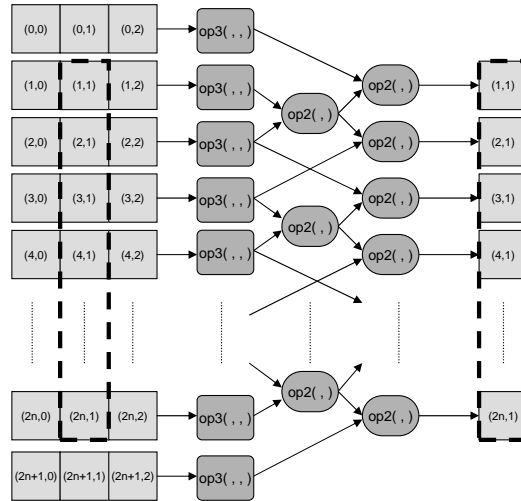 (0,0) (0,1) (0,2) op3( , , )
(1,0) (1,1) (1,2) op3( , , ) op2( , ) (1,1)
op2( , )
(2,0) (2,1) (2,2) op3( , , ) op2( , ) (2,1)
(3,0) (3,1) (3,2) op3( , , ) op2( , ) (3,1)
op2( , )
(4,0) (4,1) (4,2) op3( , , ) op2( , ) (4,1)
op2( , )
(2n,0) (2n,1) (2n,2) op3( , , ) op2( , ) (2n,1)
(2n+1,0) (2n+1,1) (2n+1,2) op3( , , )